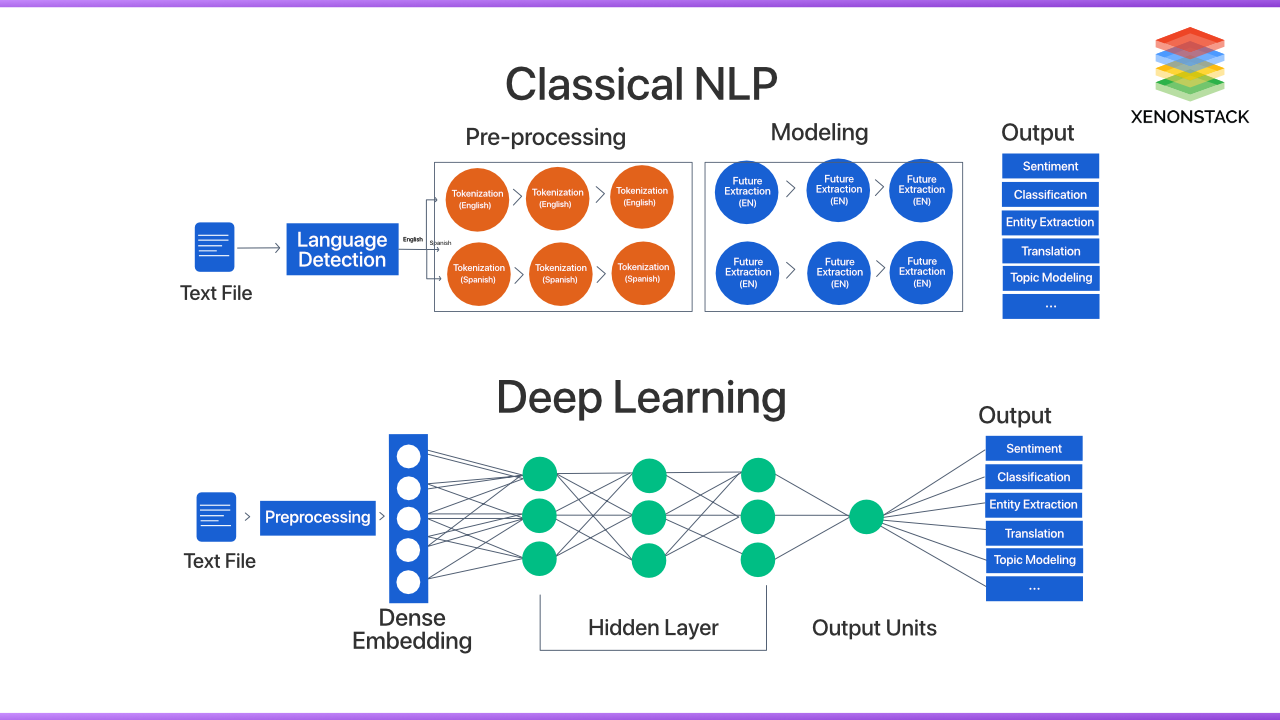 XENONSTACK
Classical NLP
Pre-processing
Modeling
Output
Text File
Language
Detection
English
Spanish
Tokenization
(English)
Tokenization
(English)
Tokenization
(English)
Tokenization
(Spanish)
Tokenization
(Spanish)
Tokenization
(Spanish)
Future
Extraction
(EN)
Future
Extraction
(EN)
Future
Extraction
(EN)
Future
Extraction
(EN)
Future
Extraction
(EN)
Future
Extraction
(EN)
Sentiment
Classification
Entity Extraction
Translation
Topic Modeling
...
Deep Learning
Output
Text File
Preprocessing
Dense
Embedding
Hidden Layer
Output Units
Sentiment
Classification
Entity Extraction
Translation
Topic Modeling
...